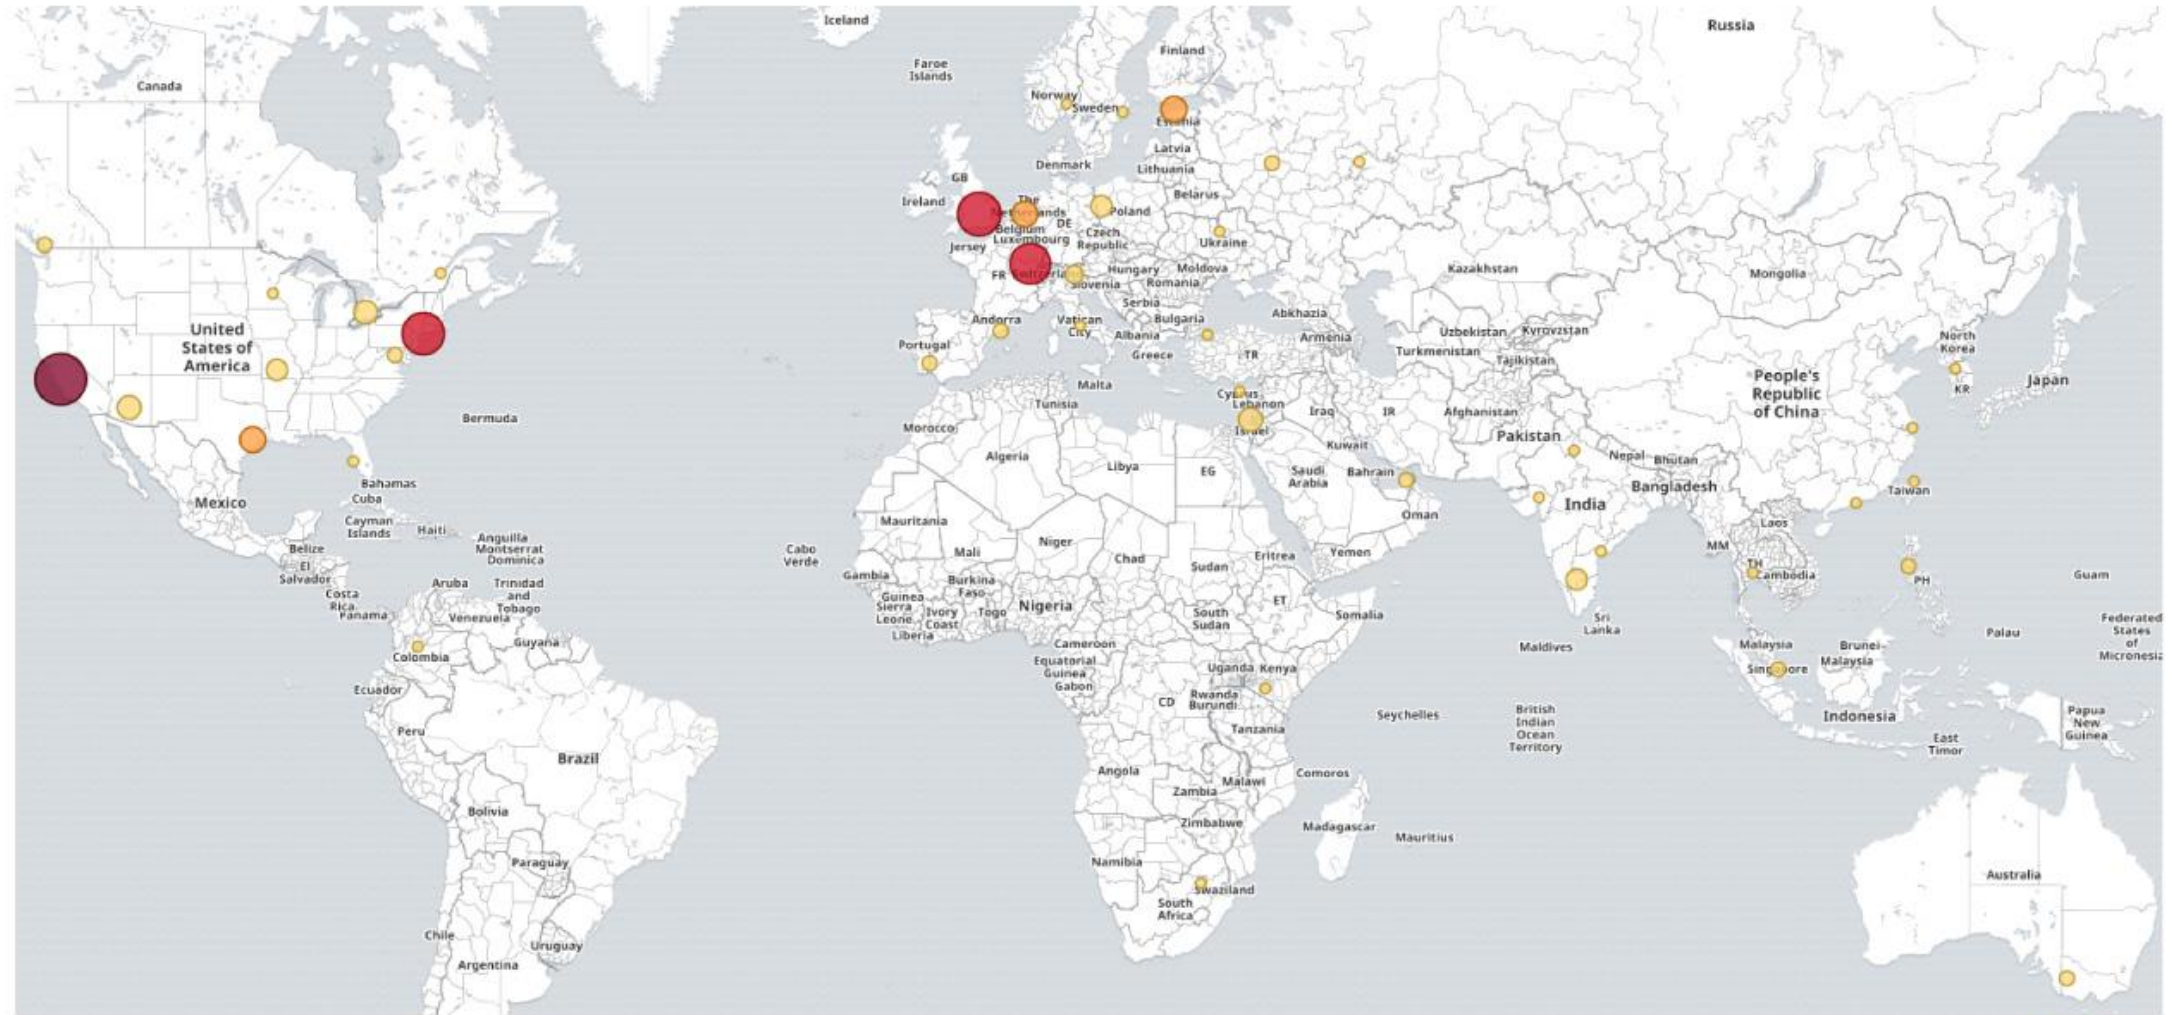 Iceland
Russia
Finland
Faroe
Islands
Canada
Norway
Sweden
Estonia
Latvia
Denmark
Lithuania
GB
Belarus
Ireland
The
Netherlands
Poland
DE
Belgium
Czech
Republic
Luxembourg
Jersey
Ukraine
FR
Switzerland
Hungary
Moldova
Slovenia
Romania
Kazakhstan
Mongolia
Serbia
Andorra
Vatican
City
Bulgaria
Abkhazia
United
States of
America
Albania
Armenia
Uzbekistan
Kyrgyzstan
North
Korea
Portugal
Greece
TR
Turkmenistan
Tajikistan
Malta
Cyprus
Lebanon
Israel
Iraq
IR
Afghanistan
People's
Republic
of China
KR
Japan
Tunisia
Bermuda
Morocco
Pakistan
Kuwait
Algeria
Libya
EG
Saudi
Arabia
Bahrain
Nepal
Bhutan
Bahamas
Cuba
Mexico
Bangladesh
Taiwan
India
Oman
Cayman
Islands
Haiti
Mauritania
Laos
Anguilla
Montserrat
Dominica
Belize
El
Salvador
Cabo
Verde
Mali
Niger
Chad
Sudan
Eritrea
Yemen
MM
TH
Cambodia
PH
Guam
Aruba
Trinidad
and
Tobago
Costa
Rica
Panama
Venezuela
Gambia
Guinea
Sierra
Leone
Liberia
Burkina
Faso
Ivory
Coast
Togo
Nigeria
ET
South
Sudan
Somalia
Sri
Lanka
Federated
States
of
Micronesia
Palau
Guyana
Colombia
Cameroon
Equatorial
Guinea
Gabon
Uganda
Kenya
Maldives
Malaysia
Brunei
Malaysia
Singapore
Ecuador
CD
Rwanda
Burundi
Seychelles
British
Indian
Ocean
Territory
Indonesia
Papua
New
Guinea
Peru
Tanzania
East
Timor
Brazil
Angola
Malawi
Comoros
Zambia
Bolivia
Zimbabwe
Madagascar
Mauritius
Paraguay
Namibia
Swaziland
Australia
South
Africa
Chile
Uruguay
Argentina